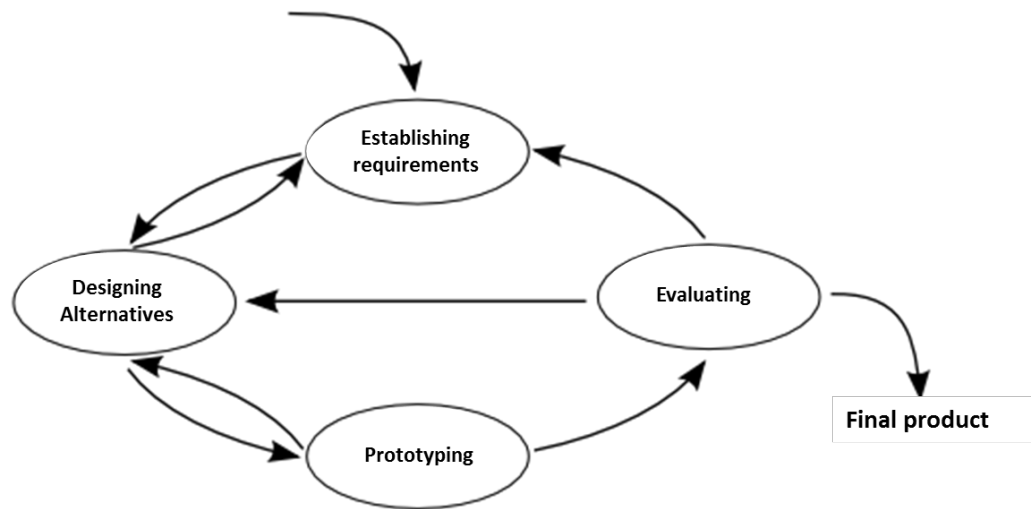 Establishing
requirements
Designing
Alternatives
Evaluating
Final product
Prototyping